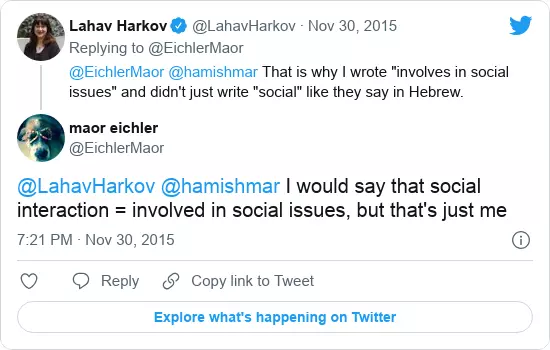 Lahav Harkov @LahavHarkov · Nov 30, 2015
Replying to @EichlerMaor
@EichlerMaor @hamishmar That is why I wrote "involves in social
issues" and didn't just write "social" like they say in Hebrew.
maor eichler
@EichlerMaor
@LahavHarkov @hamishmar I would say that social
interaction = involved in social issues, but that's just me
7:21 PM · Nov 30, 2015
Reply Copy link to Tweet
Explore what's happening on Twitter